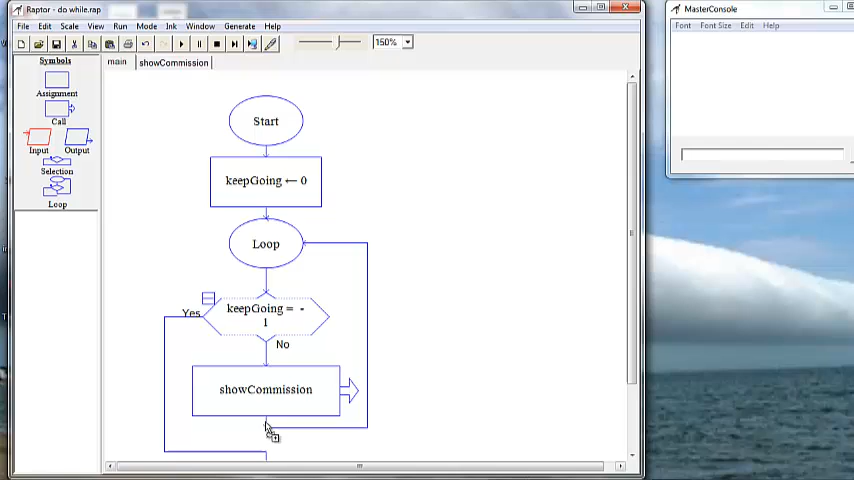 Raptor - do while.rap
File Edit Scale View Run Mode Ink Window Generate Help
150%
Symbols
Assignment
Call
Input Output
Selection
Loop
main showCommission
Start
keepGoing ← 0
Loop
keepGoing = -
1
Yes
No
showCommission
MasterConsole
Font Font Size Edit Help